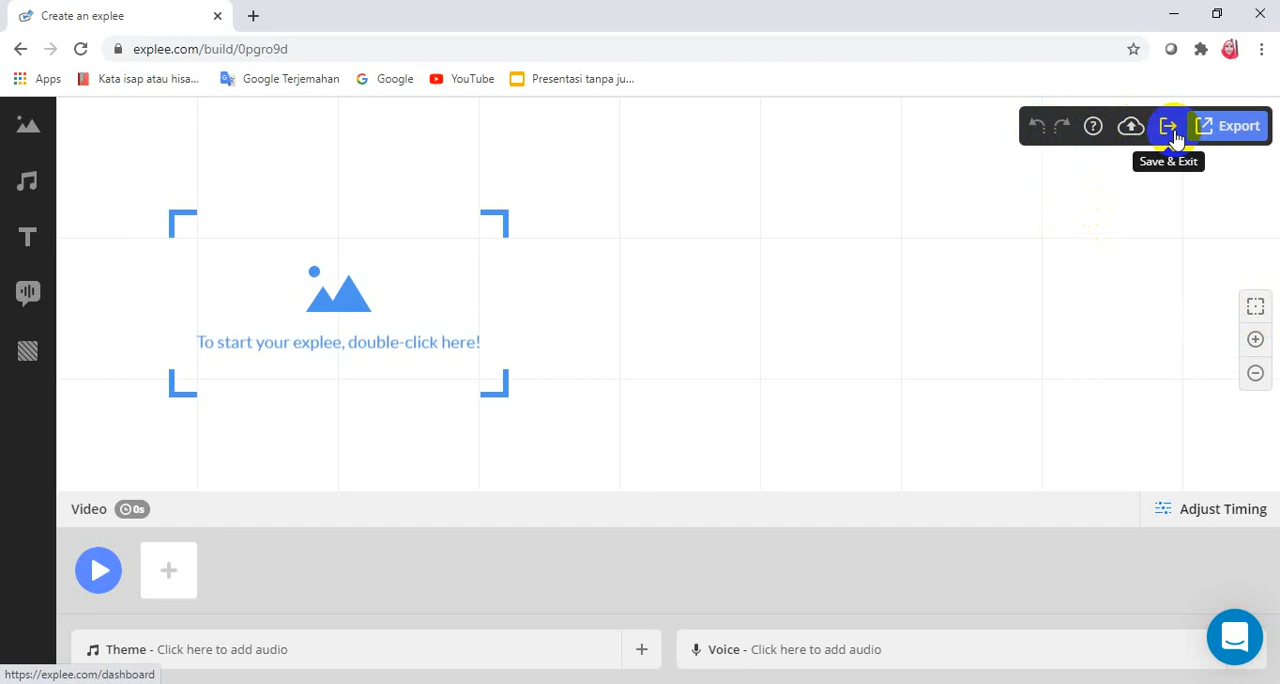 Create an explee
explee.com/build/0pgro9d
Apps
Kata isap atau hisa...
Google Terjemahan
Google
YouTube
Presentasi tanpa ju...
Export
Save & Exit
To start your explee, double-click here!
Video
0s
Adjust Timing
Theme - Click here to add audio
Voice - Click here to add audio
https://explee.com/dashboard